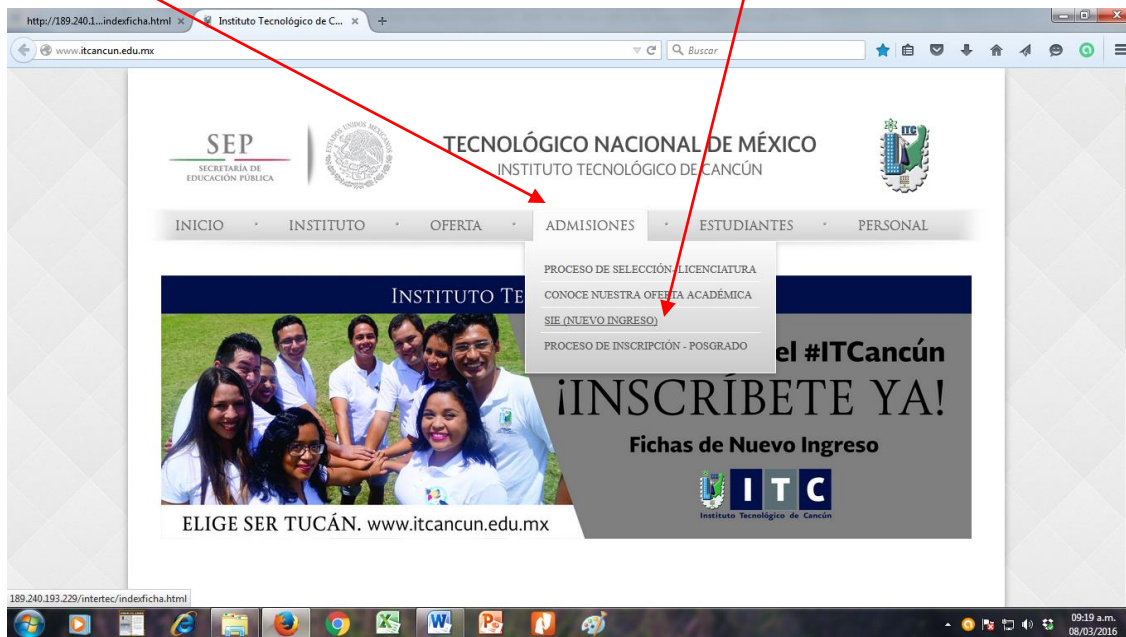 http://189.240.1...indexficha.html
Instituto Tecnológico de C...
www.itcancun.edu.mx
Buscar
SEP
SECRETARÍA DE
EDUCACIÓN PÚBLICA
TECNOLÓGICO NACIONAL DE MÉXICO
INSTITUTO TECNOLÓGICO DE CANCÚN
ITC
INICIO · INSTITUTO · OFERTA · ADMISIONES · ESTUDIANTES · PERSONAL
PROCESO DE SELECCIÓN- LICENCIATURA
CONOCE NUESTRA OFERTA ACADÉMICA
SIE (NUEVO INGRESO)
PROCESO DE INSCRIPCIÓN - POSGRADO
INSTITUTO TE
el #ITCancún
¡INSCRÍBETE YA!
Fichas de Nuevo Ingreso
ITC
Instituto Tecnológico de Cancún
ELIGE SER TUCÁN. www.itcancun.edu.mx
189.240.193.229/intertec/indexficha.html
09:19 a.m.
08/03/2016